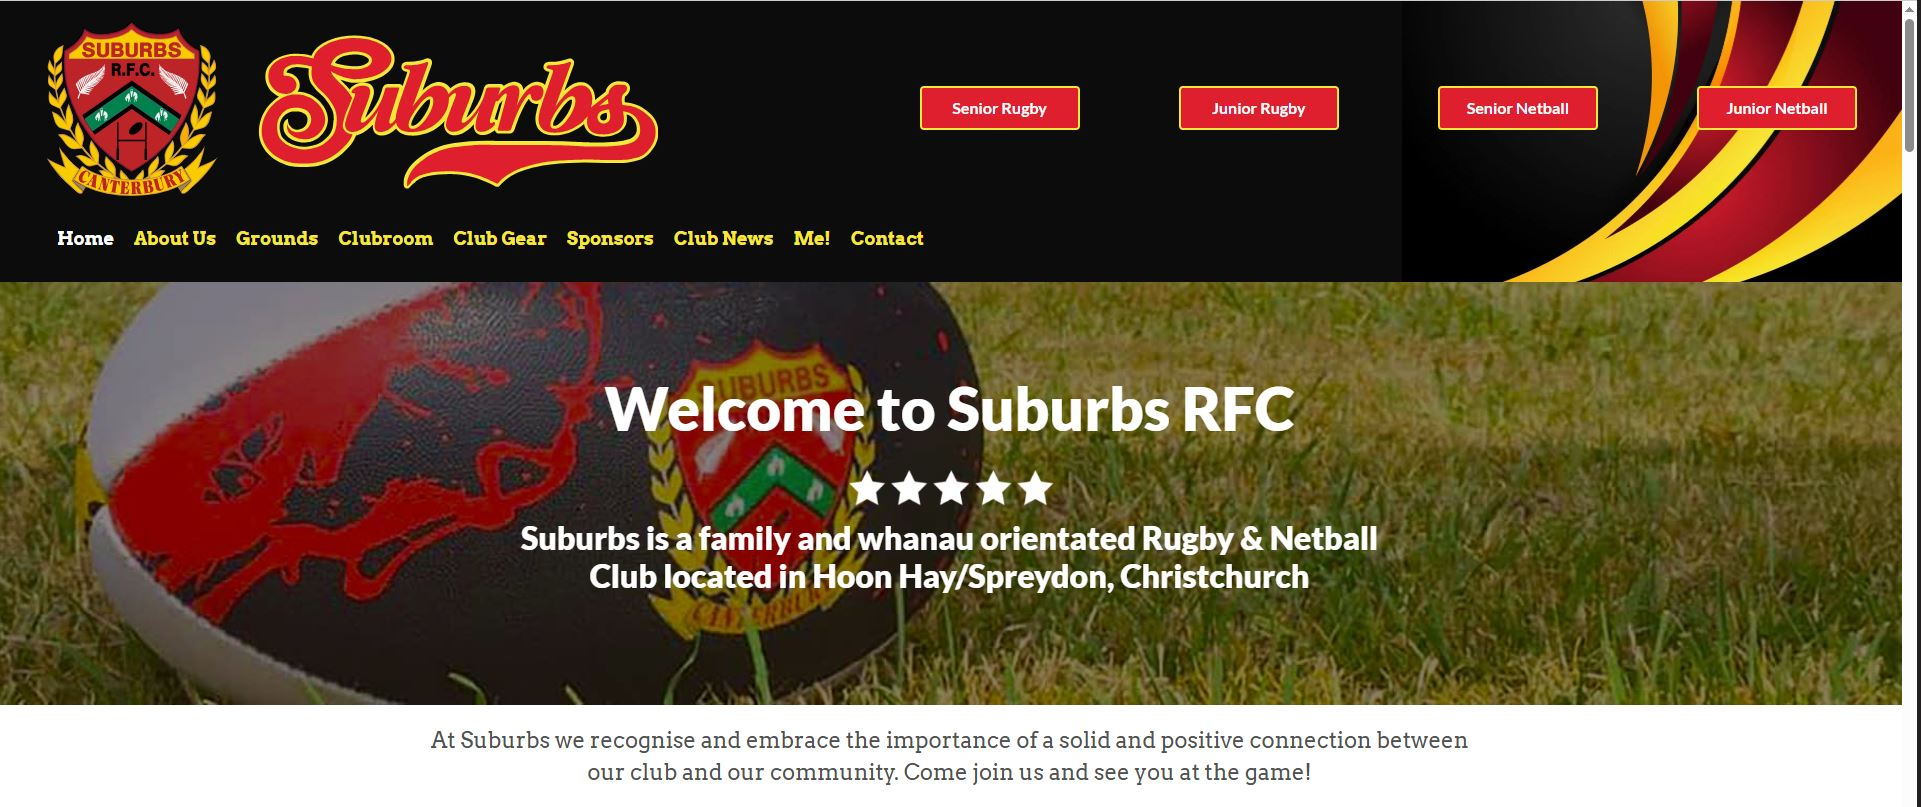 SUBURBS
R.F.C.
CANTERBURY
Suburbs
Senior Rugby
Junior Rugby
Senior Netball
Junior Netball
Home
About Us
Grounds
Clubroom
Club Gear
Sponsors
Club News
Me!
Contact
UBURBS
Welcome to Suburbs RFC
Suburbs is a family and whanau orientated Rugby & Netball
Club located in Hoon Hay/Spreydon, Christchurch
CANTERBURY
At Suburbs we recognise and embrace the importance of a solid and positive connection between
our club and our community. Come join us and see you at the game!